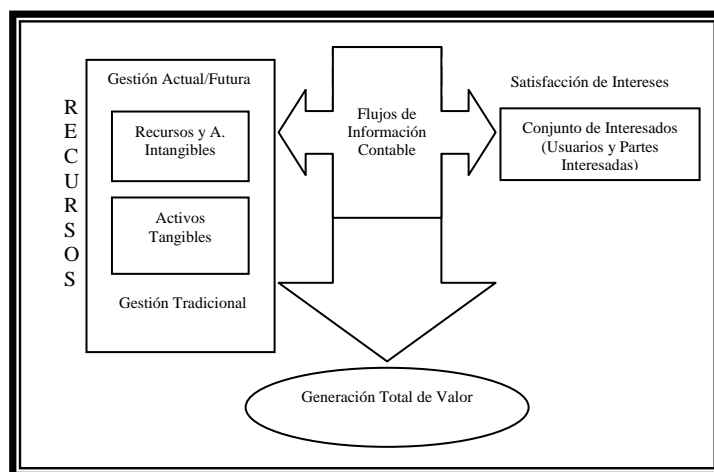 RECURSOS
Gestión Actual/Futura
Recursos y A.
Intangibles
Activos
Tangibles
Gestión Tradicional
Flujos de
Información
Contable
Satisfacción de Intereses
Conjunto de Interesados
(Usuarios y Partes
Interesadas)
Generación Total de Valor